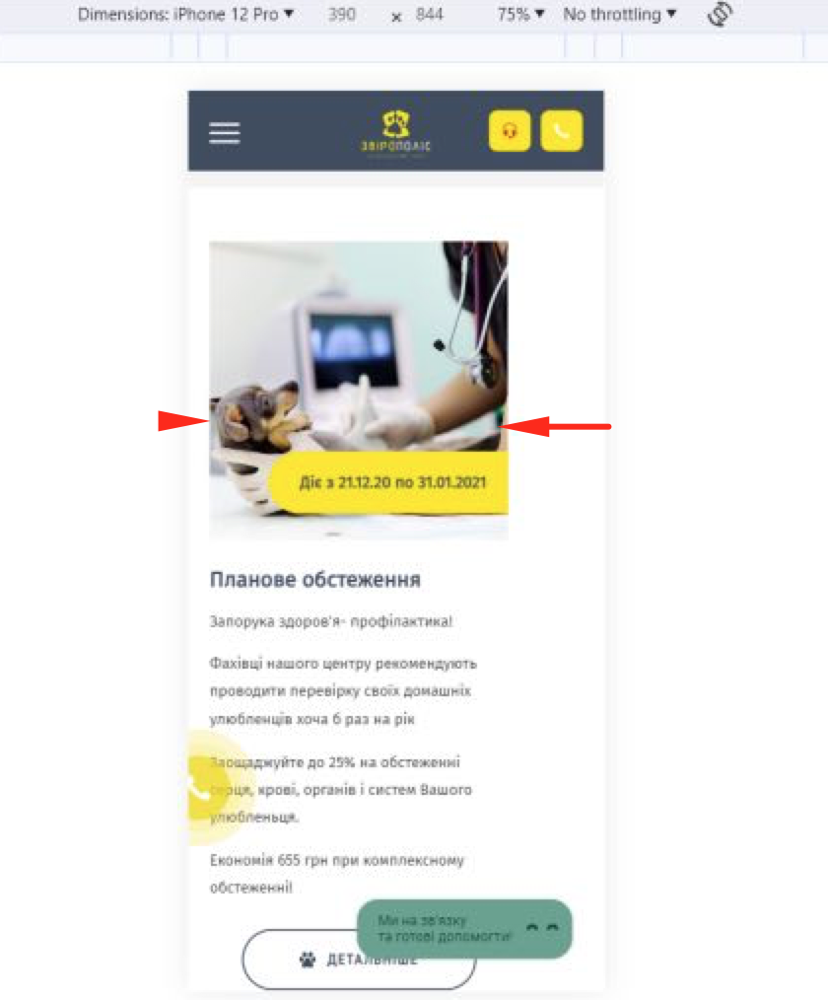 Dimensions: iPhone 12 Pro ▼ 390 x 844 75% ▼ No throttling ▼
ЗВІРОПОЛІС
Діє з 21.12.20 по 31.01.2021
Планове обстеження
Запорука здоров'я- профілактика!
Фахівці нашого центру рекомендують
проводити перевірку своїх домашніх
улюбленців хоча б раз на рік
Заощаджуйте до 25% на обстеженні
серця, крові, органів і систем Вашого
улюбленьця.
Економія 655 грн при комплексному
обстеженні!
Ми на зв'язку
та готові допомогти!
ДЕТАЛЬНІШЕ